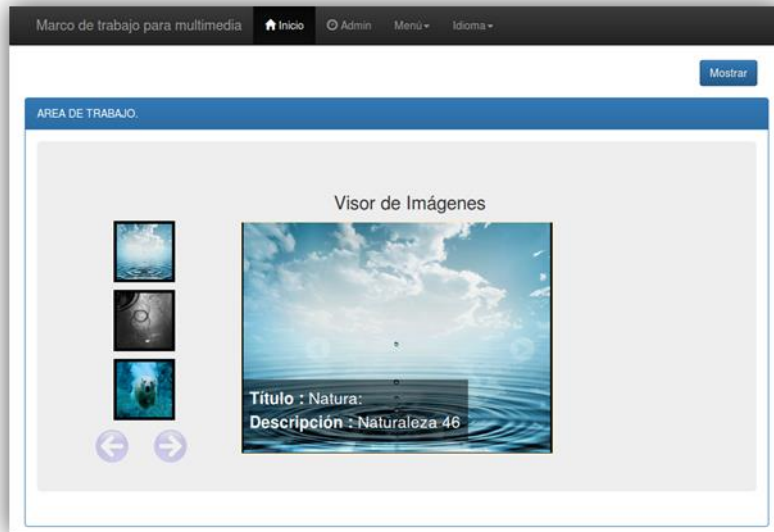 Marco de trabajo para multimedia Inicio Admin Menú Idioma
Mostrar
AREA DE TRABAJO.
Visor de Imágenes
Título : Natura:
Descripción : Naturaleza 46